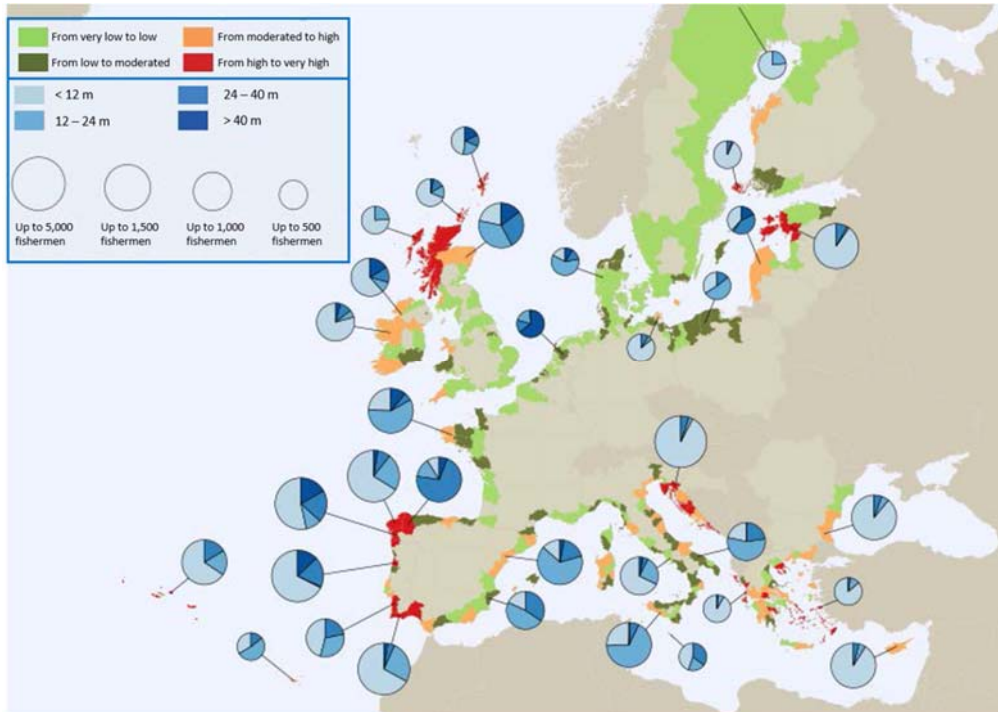 From very low to low
From moderated to high
From low to moderated
From high to very high
< 12 m
24 – 40 m
12 – 24 m
> 40 m
Up to 5,000 fishermen
Up to 1,500 fishermen
Up to 1,000 fishermen
Up to 500 fishermen